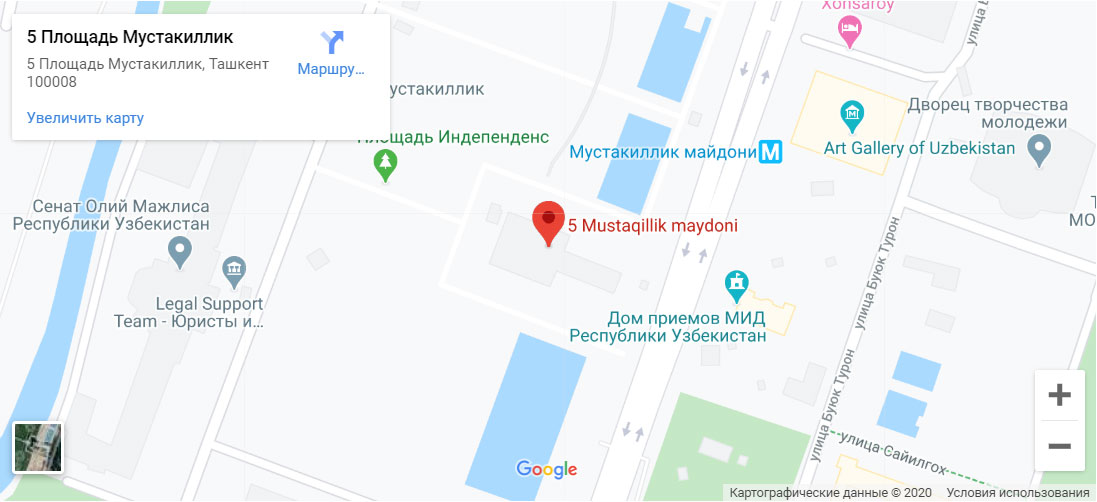 5 Площадь Мустакиллик
5 Площадь Мустакиллик, Ташкент
100008
Маршру...
Увеличить карту
устакиллик
Площадь Индепенденс
Xonsaroy
улица Бу
Дворец творчества
молодежи
Art Gallery of Uzbekistan
Мустакиллик майдони
M
Сенат Олий Мажлиса
Республики Узбекистан
5 Mustaqillik maydoni
Т
МО
улица Буюк Турон
Legal Support
Team - Юристы и...
Дом приемов МИД
Республики Узбекистан
улица Буюк Турон
улица Сайилгох
Google
Картографические данные © 2020
Условия использования